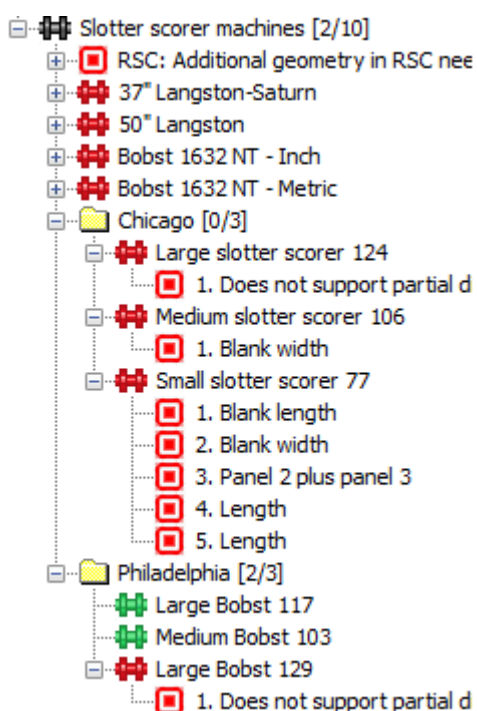 Slotter scorer machines [2/10]
RSC: Additional geometry in RSC nee
37" Langston-Saturn
50" Langston
Bobst 1632 NT - Inch
Bobst 1632 NT - Metric
Chicago [0/3]
Large slotter scorer 124
1. Does not support partial d
Medium slotter scorer 106
1. Blank width
Small slotter scorer 77
1. Blank length
2. Blank width
3. Panel 2 plus panel 3
4. Length
5. Length
Philadelphia [2/3]
Large Bobst 117
Medium Bobst 103
Large Bobst 129
1. Does not support partial d